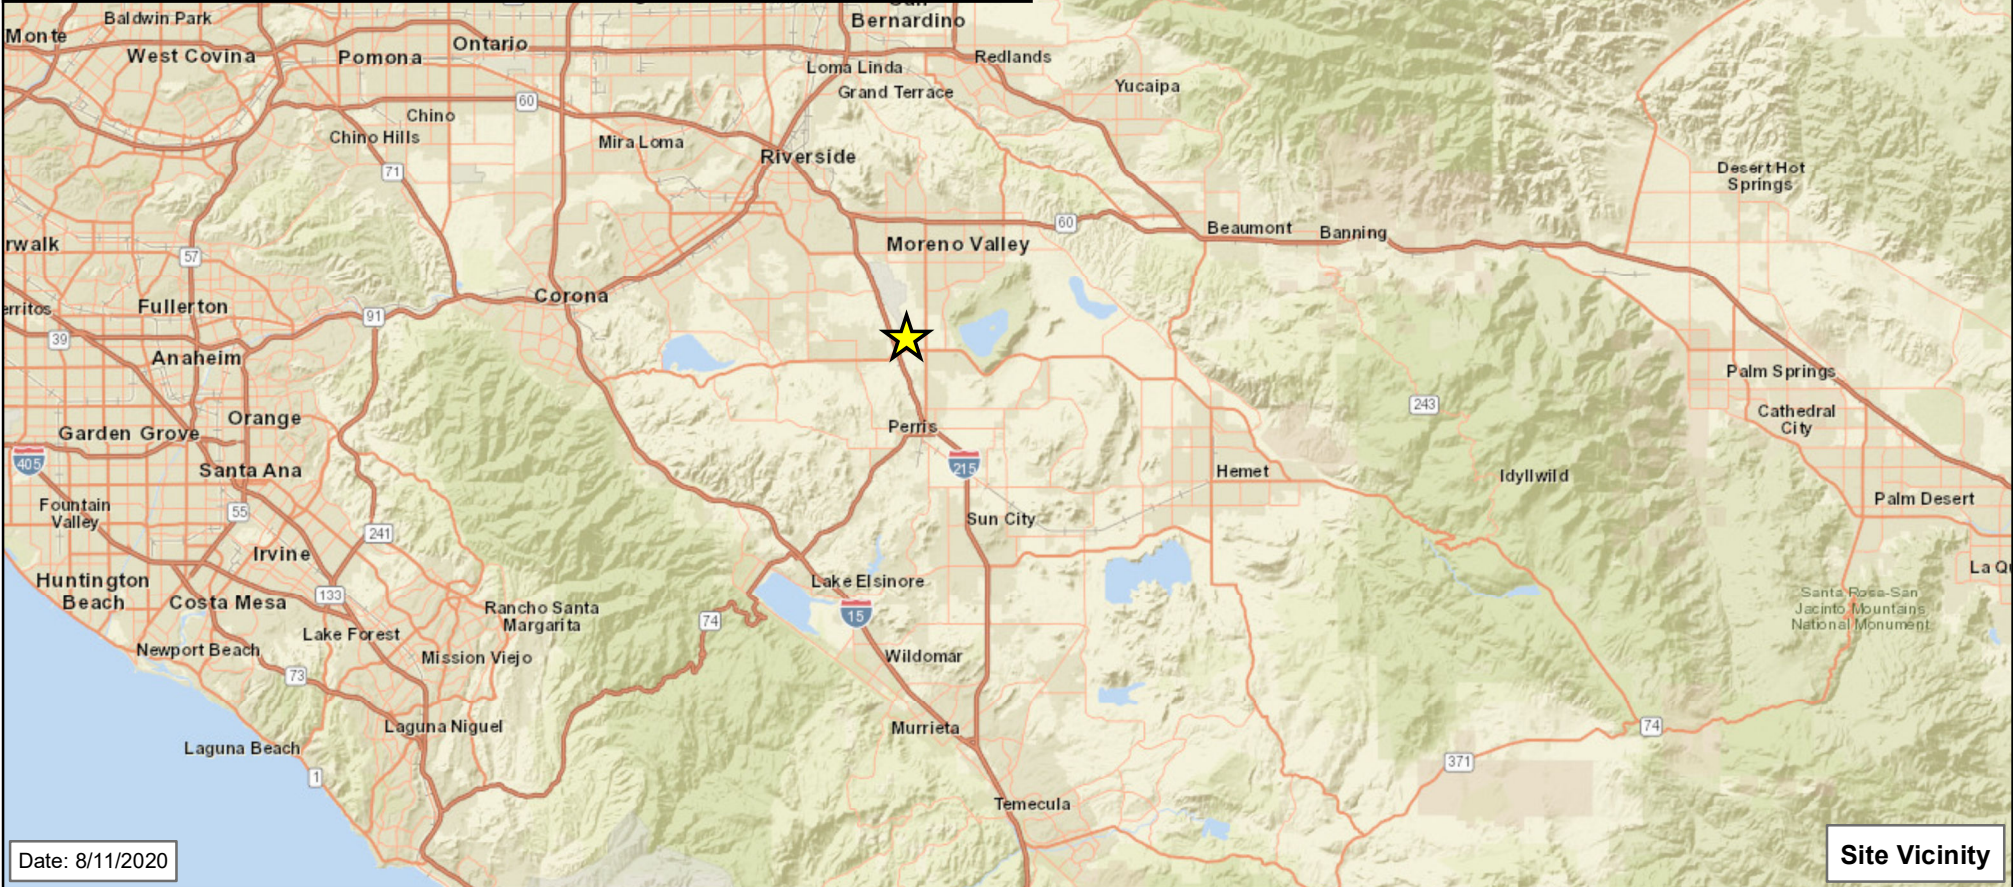 Baldwin Park
San
Bernardino
Monte
West Covina
Pomona
Ontario
Loma Linda
Redlands
Grand Terrace
Yucaipa
60
Chino
Chino Hills
Mira Loma
Riverside
71
Desert Hot
Springs
60
Beaumont
Banning
rwalk
Moreno Valley
57
Corona
Fullerton
erritos
91
39
Anaheim
Palm Springs
243
Cathedral
City
Orange
Garden Grove
Perris
405
Santa Ana
215
Hemet
Idyllwild
Palm Desert
Fountain
Valley
55
Sun City
241
Irvine
La Qu
Huntington
Beach
Costa Mesa
133
Lake Elsinore
Rancho Santa
Margarita
74
15
Santa Rosa-San
Jacinto Mountains
National Monument
Lake Forest
Newport Beach
Mission Viejo
Wildomar
73
Laguna Niguel
Murrieta
74
Laguna Beach
371
1
Temecula
Date: 8/11/2020
Site Vicinity